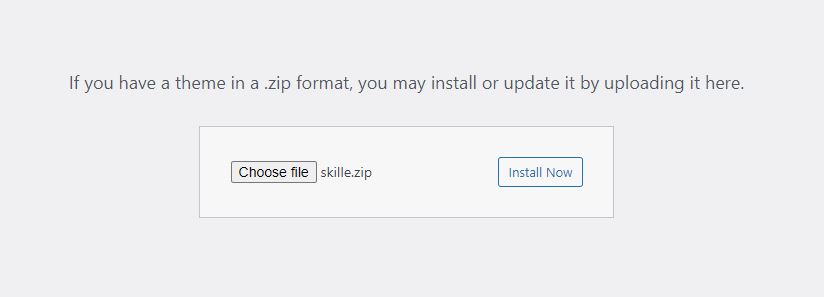 If you have a theme in a .zip format, you may install or update it by uploading it here.
Choose file skille.zip Install Now